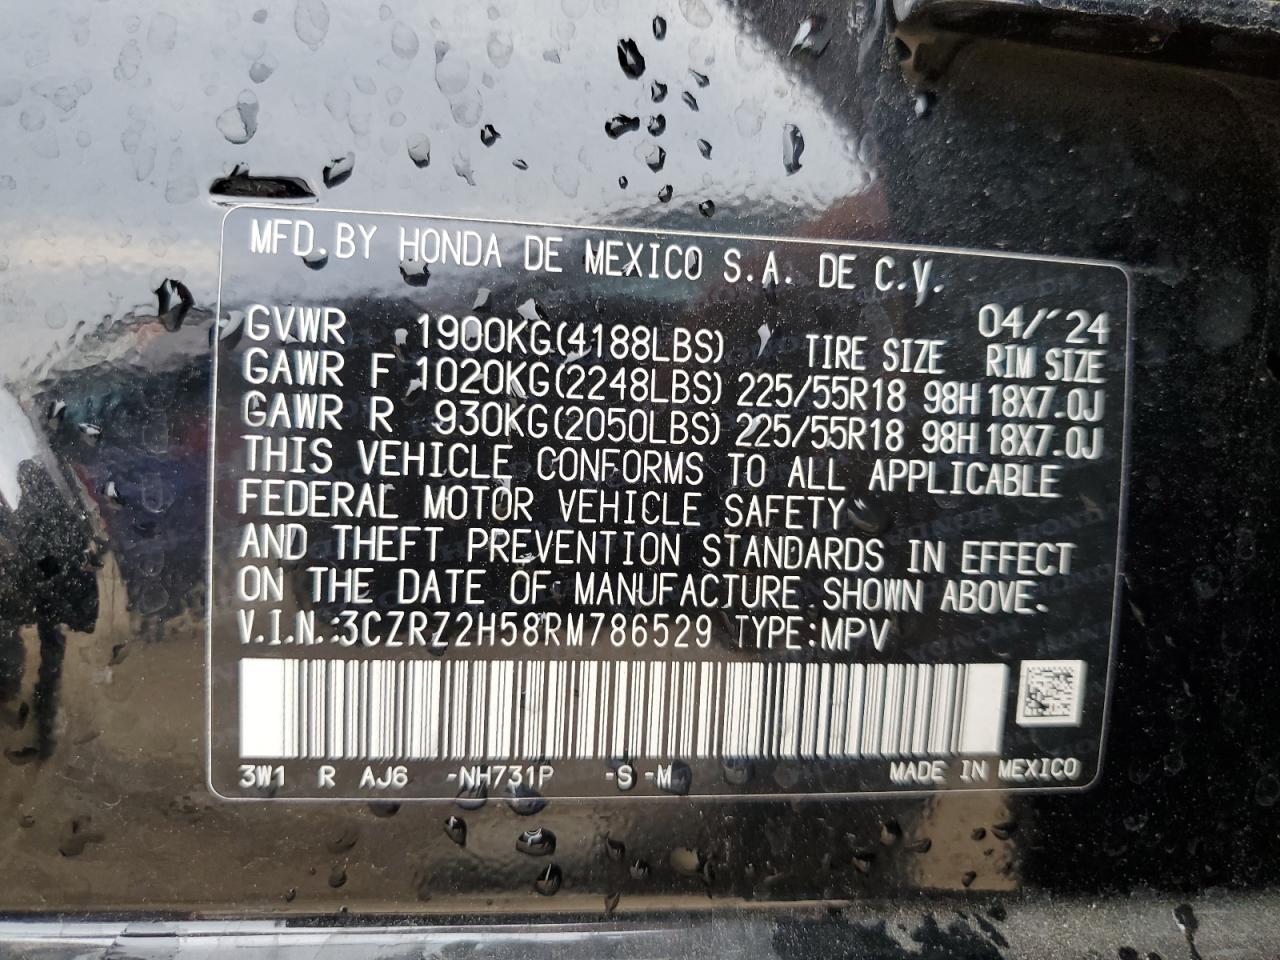 MFD.BY HONDA DE MEXICO S.A. DE C.V.
04/24
GVWR 1900KG(4188LBS) TIRE SIZE RIM SIZE
GAWR F 1020KG(2248LBS) 225/55R18 98H 18X7.0J
GAWR R 930KG(2050LBS) 225/55R18 98H 18X7.0J
THIS VEHICLE CONFORMS TO ALL APPLICABLE
FEDERAL MOTOR VEHICLE SAFETY
AND THEFT PREVENTION STANDARDS IN EFFECT
ON THE DATE OF MANUFACTURE SHOWN ABOVE.
V.I.N.:3CZRZ2H58RM786529 TYPE:MPV
3W1 R AJ6 -NH731P -S -M MADE IN MEXICO